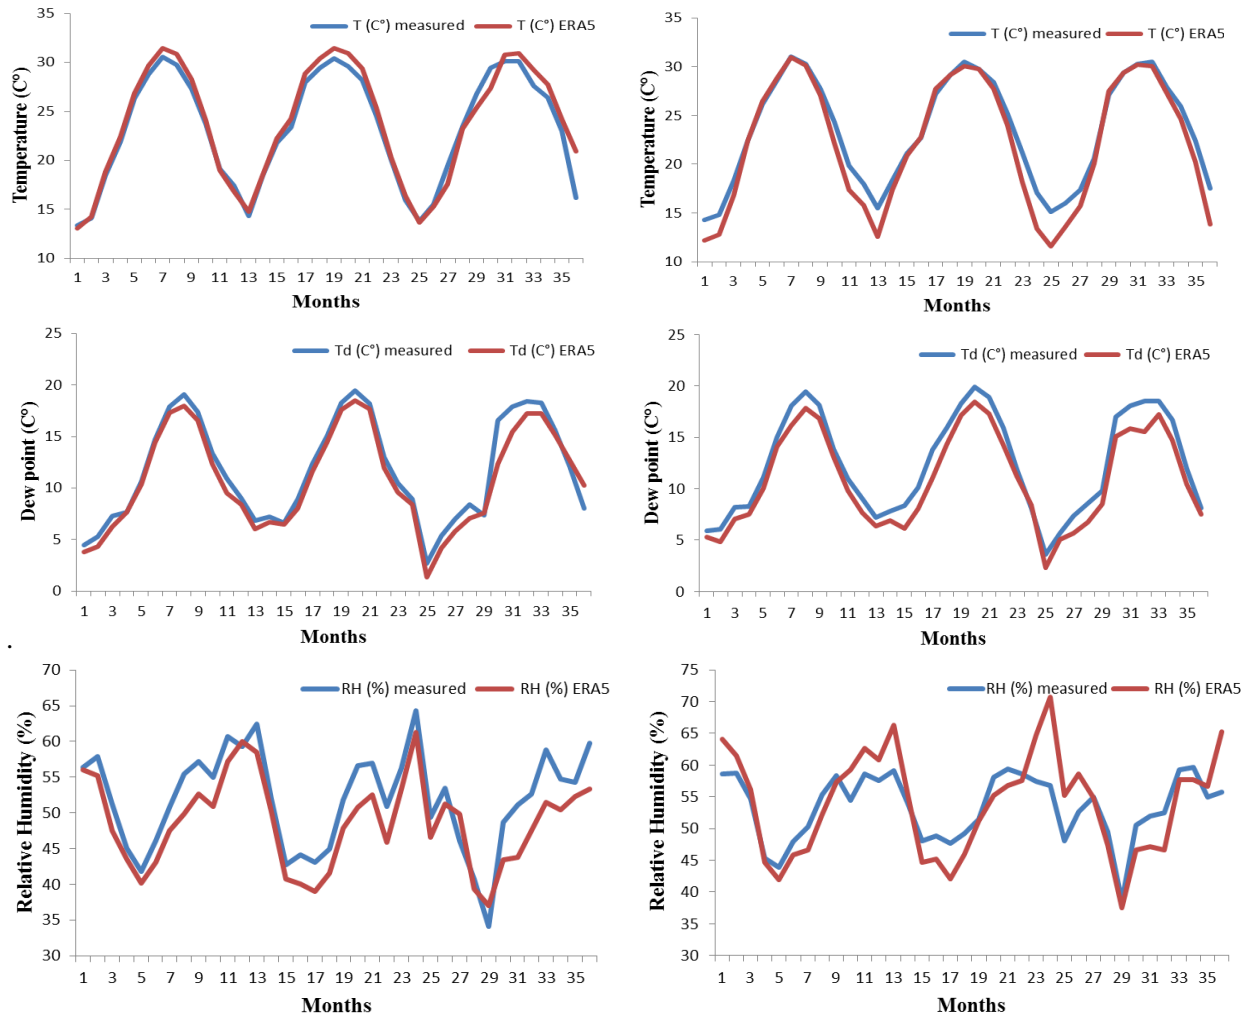 T (C°) measured T (C°) ERA5
35
30
25
20
15
10
Temperature (C°)
1 3 5 7 9 11 13 15 17 19 21 23 25 27 29 31 33 35
Months
T (C°) measured T (C°) ERA5
35
30
25
20
15
10
Temperature (C°)
1 3 5 7 9 11 13 15 17 19 21 23 25 27 29 31 33 35
Months
Td (C°) measured Td (C°) ERA5
25
20
15
10
5
0
Dew point (C°)
1 3 5 7 9 11 13 15 17 19 21 23 25 27 29 31 33 35
Months
Td (C°) measured Td (C°) ERA5
25
20
15
10
5
0
Dew point (C°)
1 3 5 7 9 11 13 15 17 19 21 23 25 27 29 31 33 35
Months
.
RH (%) measured RH (%) ERA5
70
65
60
55
50
45
40
35
30
Relative Humidity (%)
1 3 5 7 9 11 13 15 17 19 21 23 25 27 29 31 33 35
Months
RH (%) measured RH (%) ERA5
75
70
65
60
55
50
45
40
35
30
Relative Humidity (%)
1 3 5 7 9 11 13 15 17 19 21 23 25 27 29 31 33 35
Months